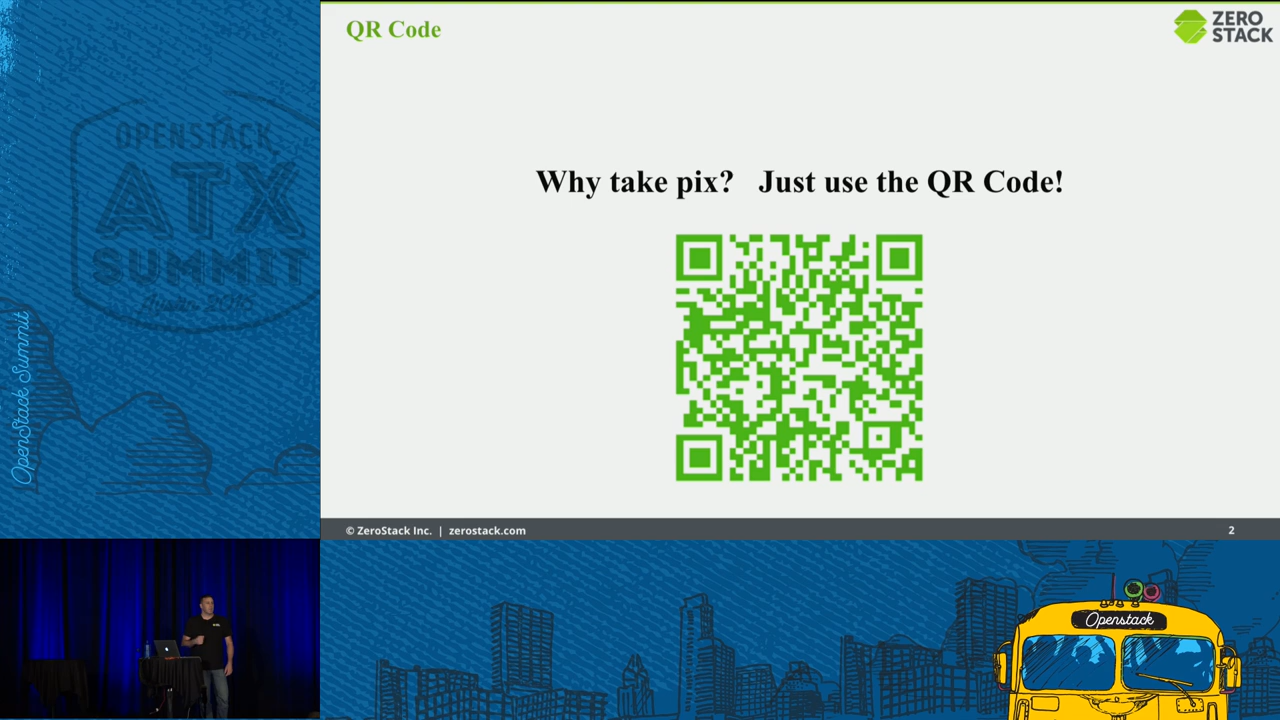 QR Code
ZERO
STACK
Why take pix? Just use the QR Code!
© ZeroStack Inc. | zerostack.com
2
OPENSTACK
ATX
SUMMIT
OpenStack Summit
Openstack